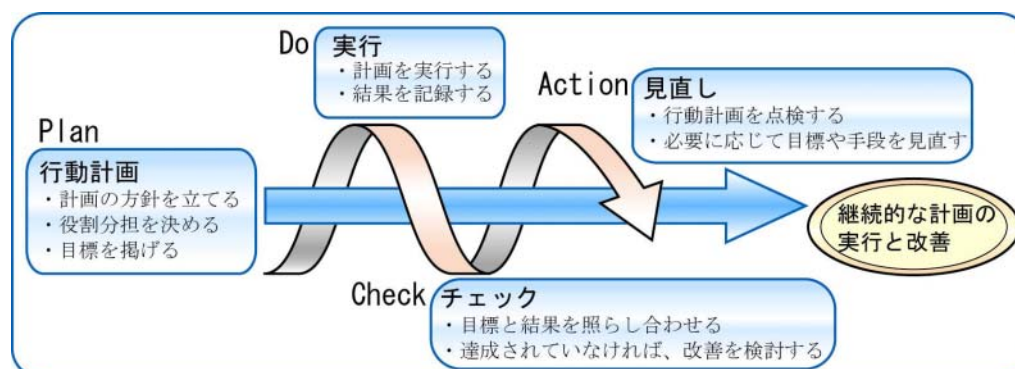 Plan
行動計画
・計画の方針を立てる
・役割分担を決める
・目標を掲げる
Do
実行
・計画を実行する
・結果を記録する
Check
チェック
・目標と結果を照らし合わせる
・達成されていなければ、改善を検討する
Action
見直し
・行動計画を点検する
・必要に応じて目標や手段を見直す
継続的な計画の
実行と改善